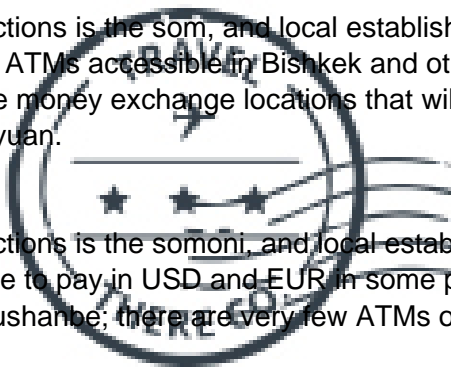 ctions is the som, and local establish
ATMs accessible in Bishkek and ot
e money exchange locations that wil
yuan.
ctions is the somoni, and local estab
e to pay in USD and EUR in some p
ushanbe; there are very few ATMs o
TRAVEL
THERE CO.